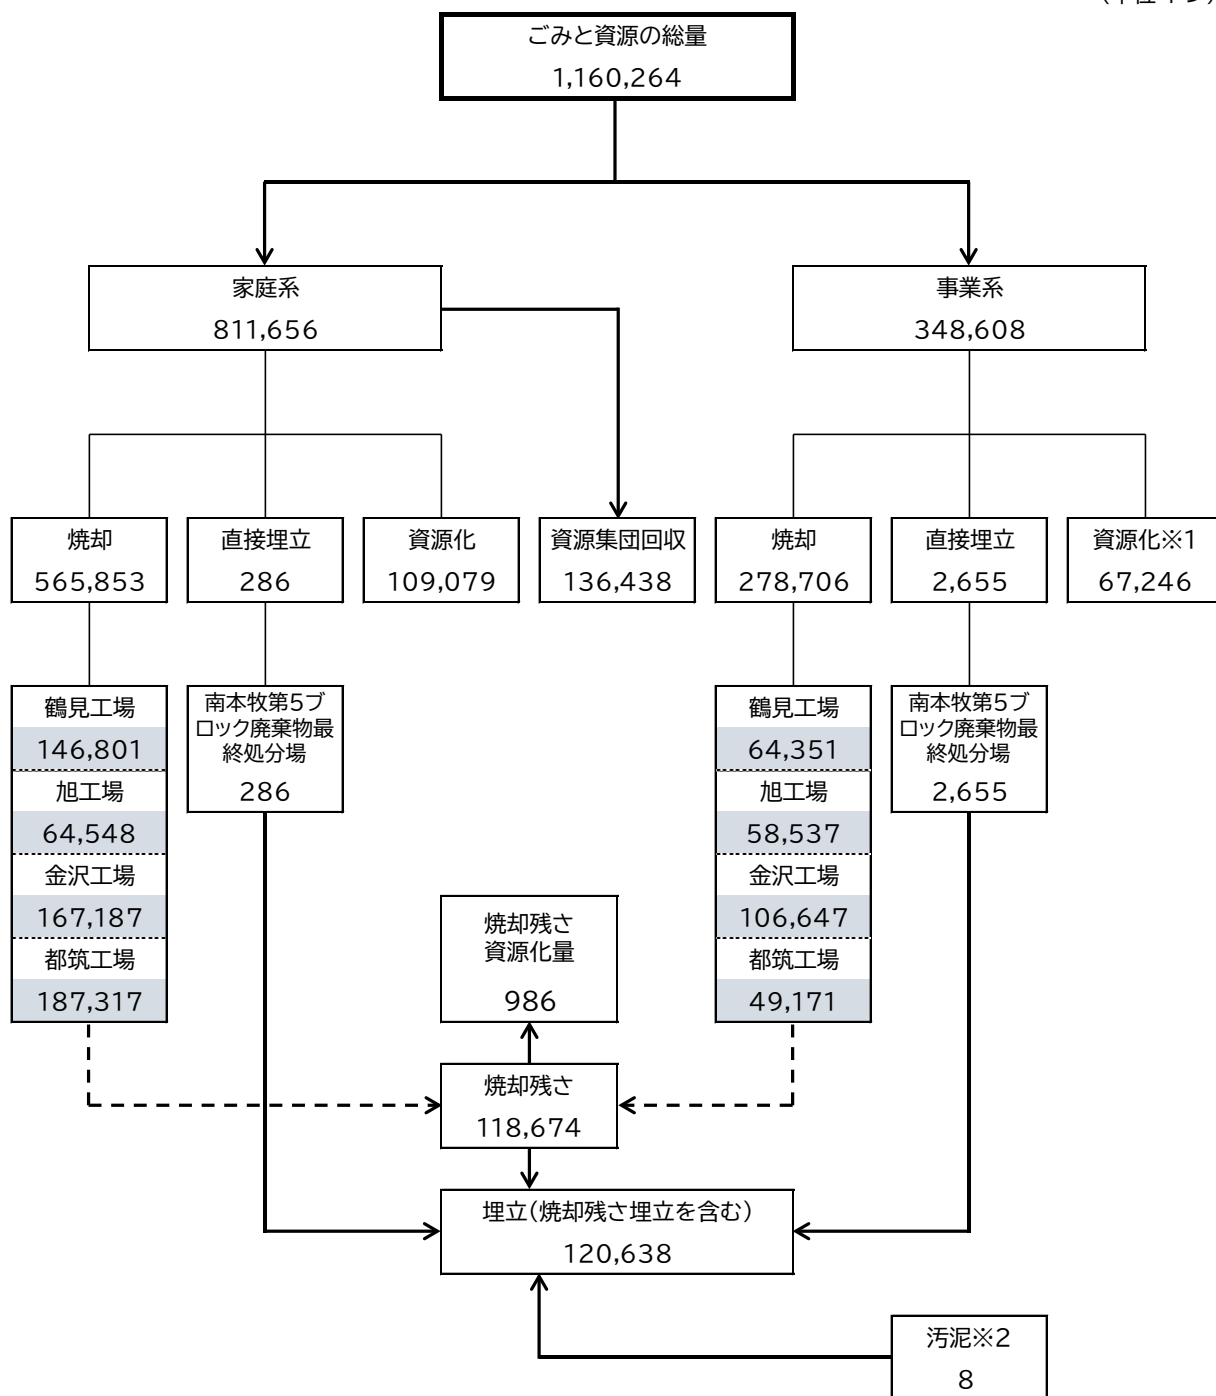 ごみと資源の総量
1,160,264
家庭系
811,656
事業系
348,608
焼却
565,853
直接埋立
286
資源化
109,079
資源集団回収
136,438
焼却
278,706
直接埋立
2,655
資源化※1
67,246
鶴見工場
146,801
旭工場
64,548
金沢工場
167,187
都筑工場
187,317
南本牧第5ブ
ロック廃棄物最
終処分場
286
鶴見工場
64,351
旭工場
58,537
金沢工場
106,647
都筑工場
49,171
南本牧第5ブ
ロック廃棄物最
終処分場
2,655
焼却残さ
資源化量
986
焼却残さ
118,674
埋立(焼却残さ埋立を含む)
120,638
汚泥※2
8